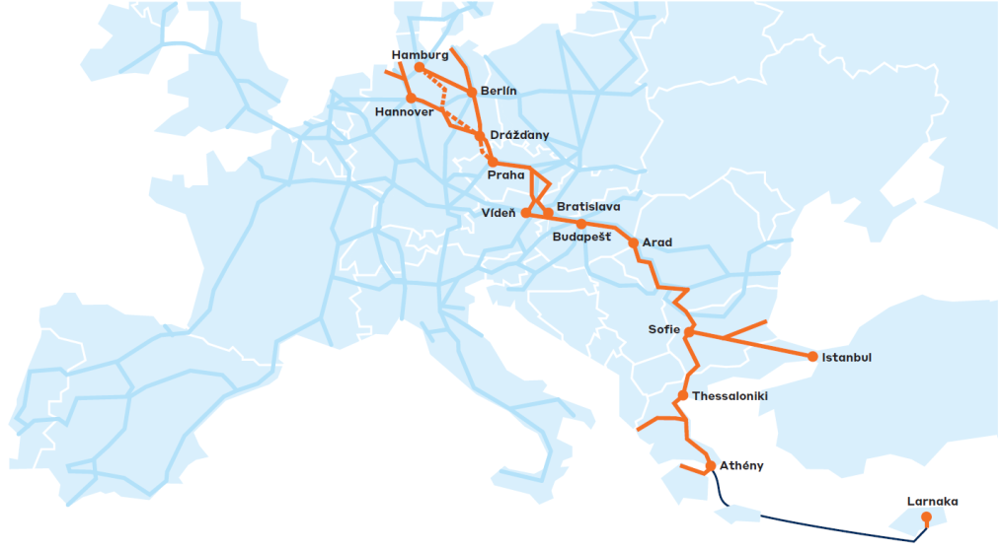 Hamburg
Berlín
Hannover
Drážďany
Praha
Vídeň
Bratislava
Budapešť
Arad
Sofie
Istanbul
Thessaloniki
Athény
Larnaka